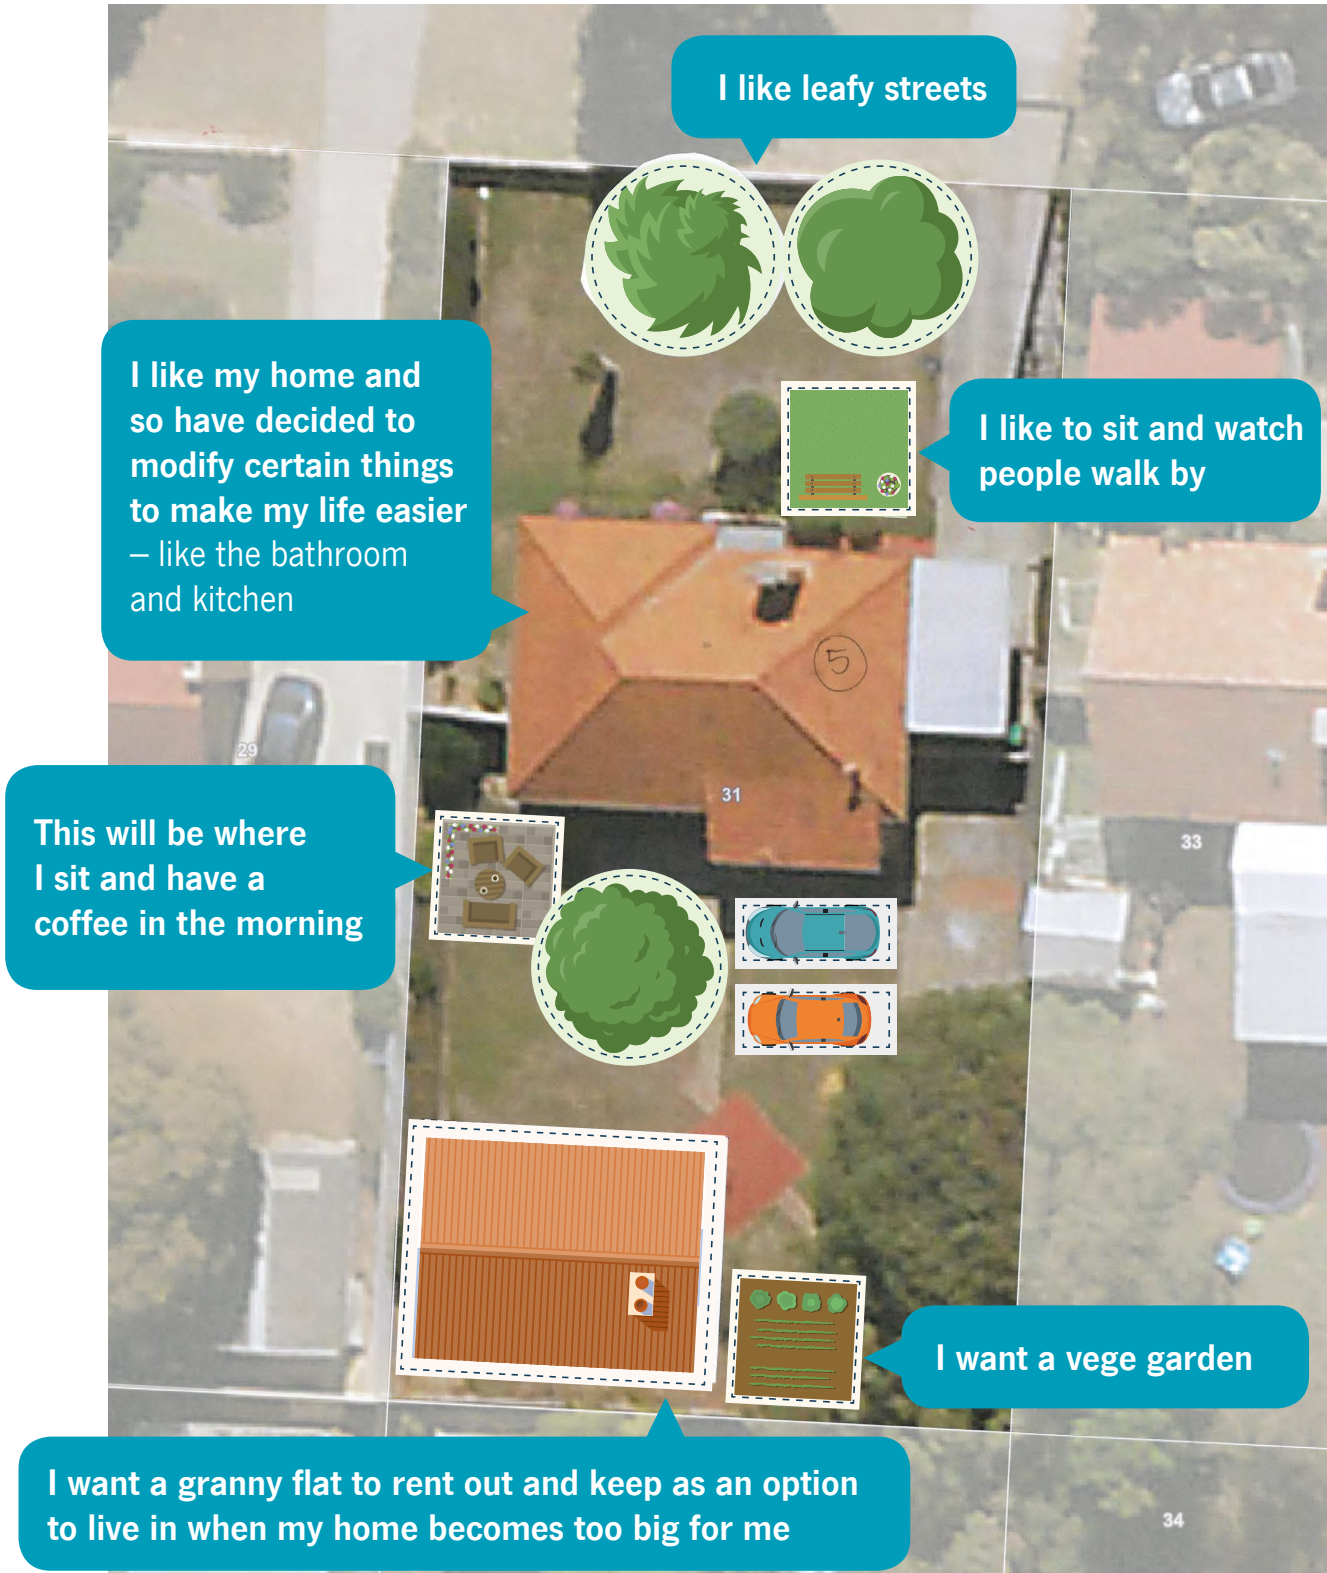 I like leafy streets
I like my home and
so have decided to
modify certain things
to make my life easier
– like the bathroom
and kitchen
I like to sit and watch
people walk by
5
29
31
33
This will be where
I sit and have a
coffee in the morning
I want a vege garden
I want a granny flat to rent out and keep as an option
to live in when my home becomes too big for me
34